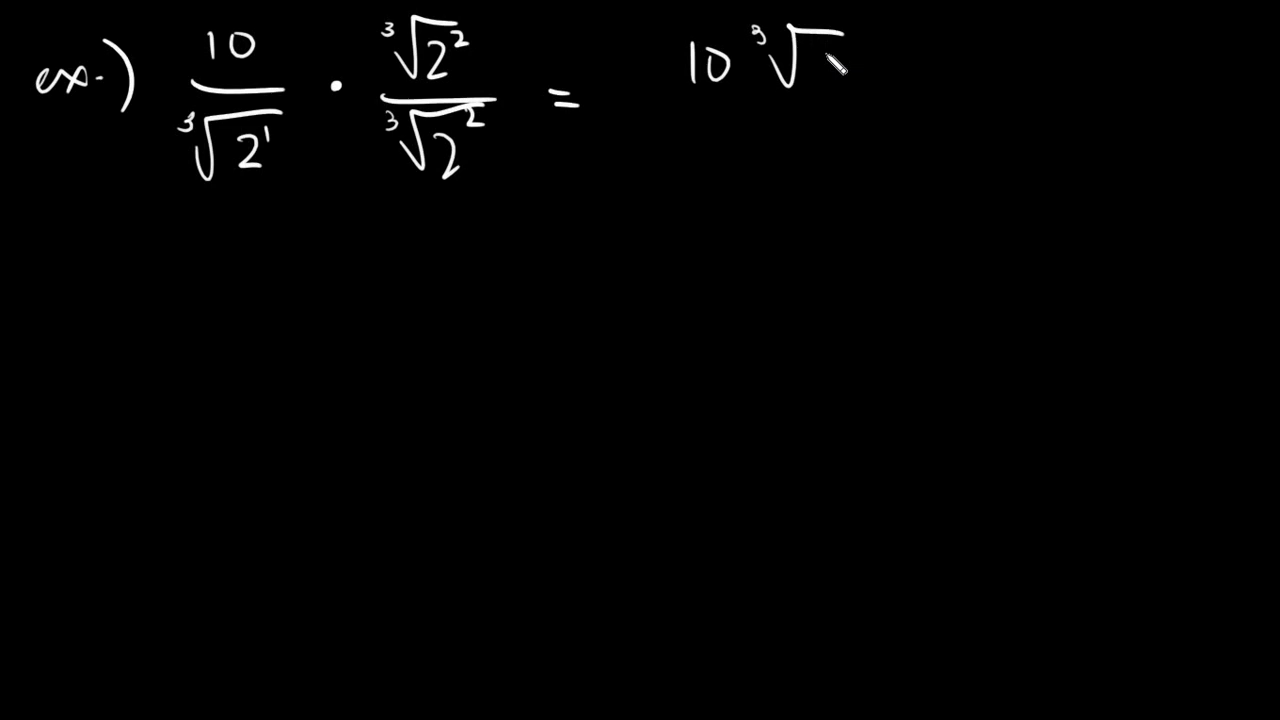 ex.) 10/∛2¹ · ∛2²/∛2² = 10 ∛